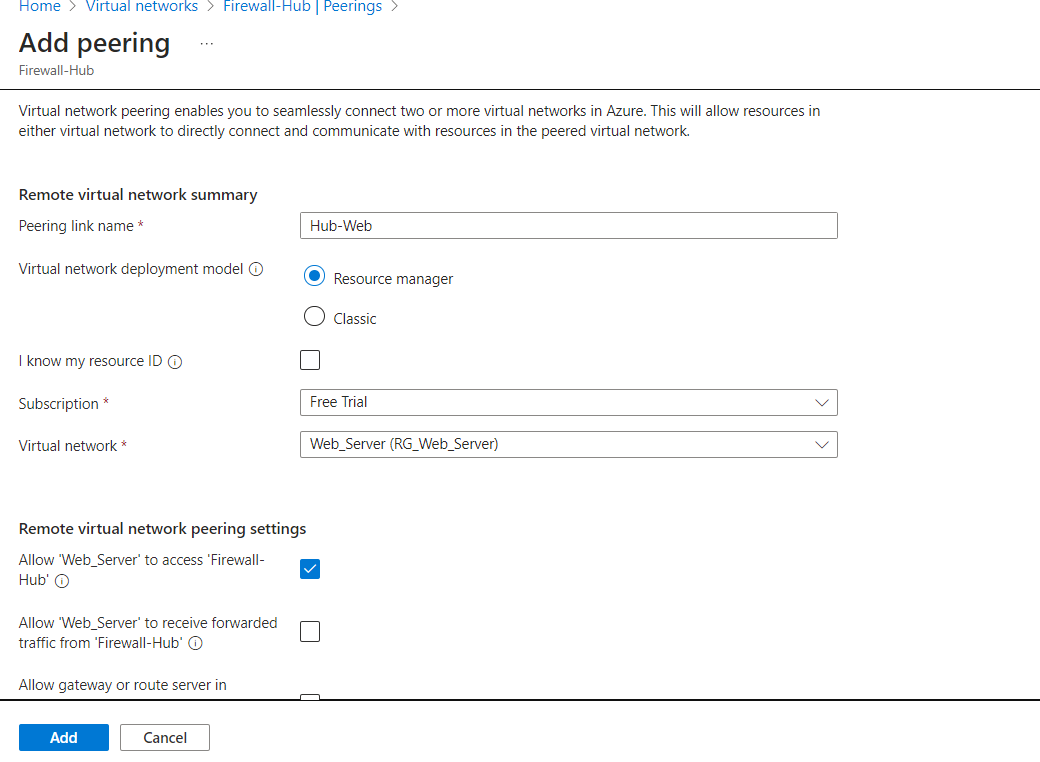 Home > Virtual networks > Firewall-Hub | Peerings >
Add peering ...
Firewall-Hub
Virtual network peering enables you to seamlessly connect two or more virtual networks in Azure. This will allow resources in
either virtual network to directly connect and communicate with resources in the peered virtual network.
Remote virtual network summary
Peering link name *
Hub-Web
Virtual network deployment model
Resource manager
Classic
I know my resource ID
Subscription *
Free Trial
Virtual network *
Web_Server (RG_Web_Server)
Remote virtual network peering settings
Allow 'Web_Server' to access 'Firewall-
Hub'
Allow 'Web_Server' to receive forwarded
traffic from 'Firewall-Hub'
Allow gateway or route server in
Add
Cancel